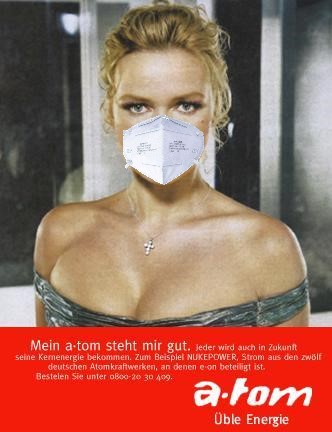 Mein a·tom steht mir gut. Jeder wird auch in Zukunft
seine Kernenergie bekommen. Zum Beispiel NUKEPOWER, Strom aus den zwölf
deutschen Atomkraftwerken, an denen e-on beteiligt ist.
Bestellen Sie unter 0800-20 30 409.
a·tom
Üble Energie